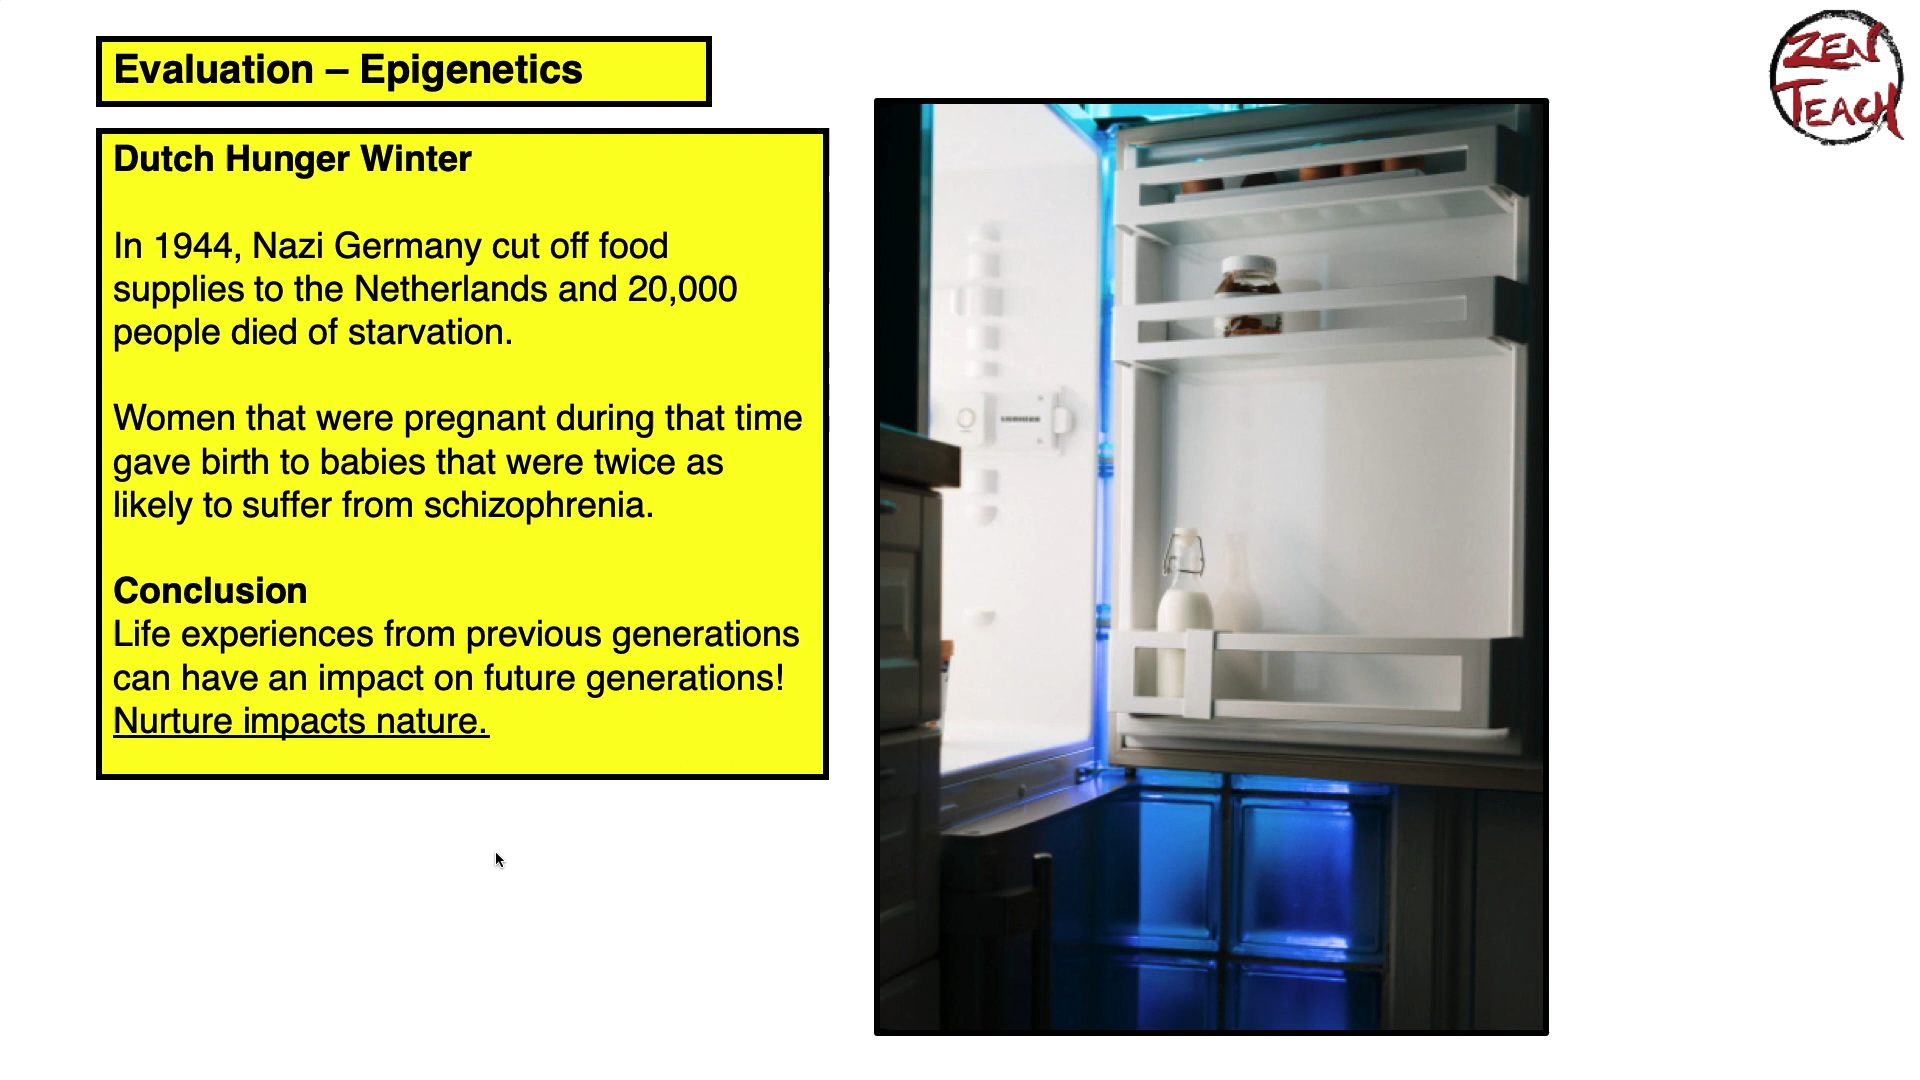 Evaluation – Epigenetics
Dutch Hunger Winter
In 1944, Nazi Germany cut off food
supplies to the Netherlands and 20,000
people died of starvation.
Women that were pregnant during that time
gave birth to babies that were twice as
likely to suffer from schizophrenia.
Conclusion
Life experiences from previous generations
can have an impact on future generations!
Nurture impacts nature.
ZEN
TEACH
LIEBHERR